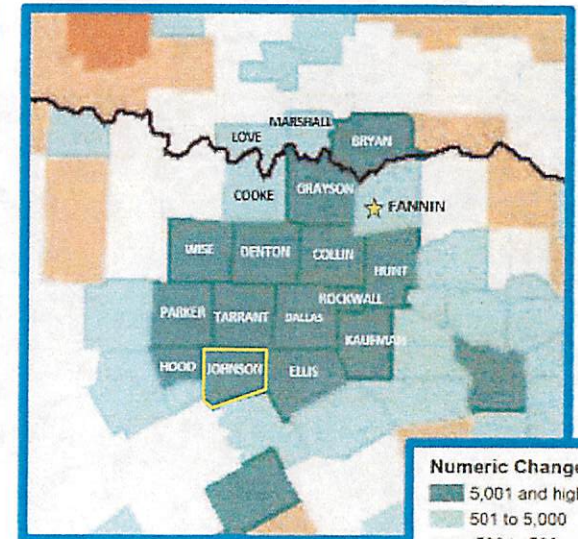 MARSHALL
LOVE
BRYAN
GRAYSON
COOKE
FANNIN
WISE
DENTON
COLLIN
HUNT
ROCKWALL
PARKER
TARRANT
DALLAS
KAUFMAN
HOOD
JOHNSON
ELLIS
Numeric Change
5,001 and high
501 to 5,000